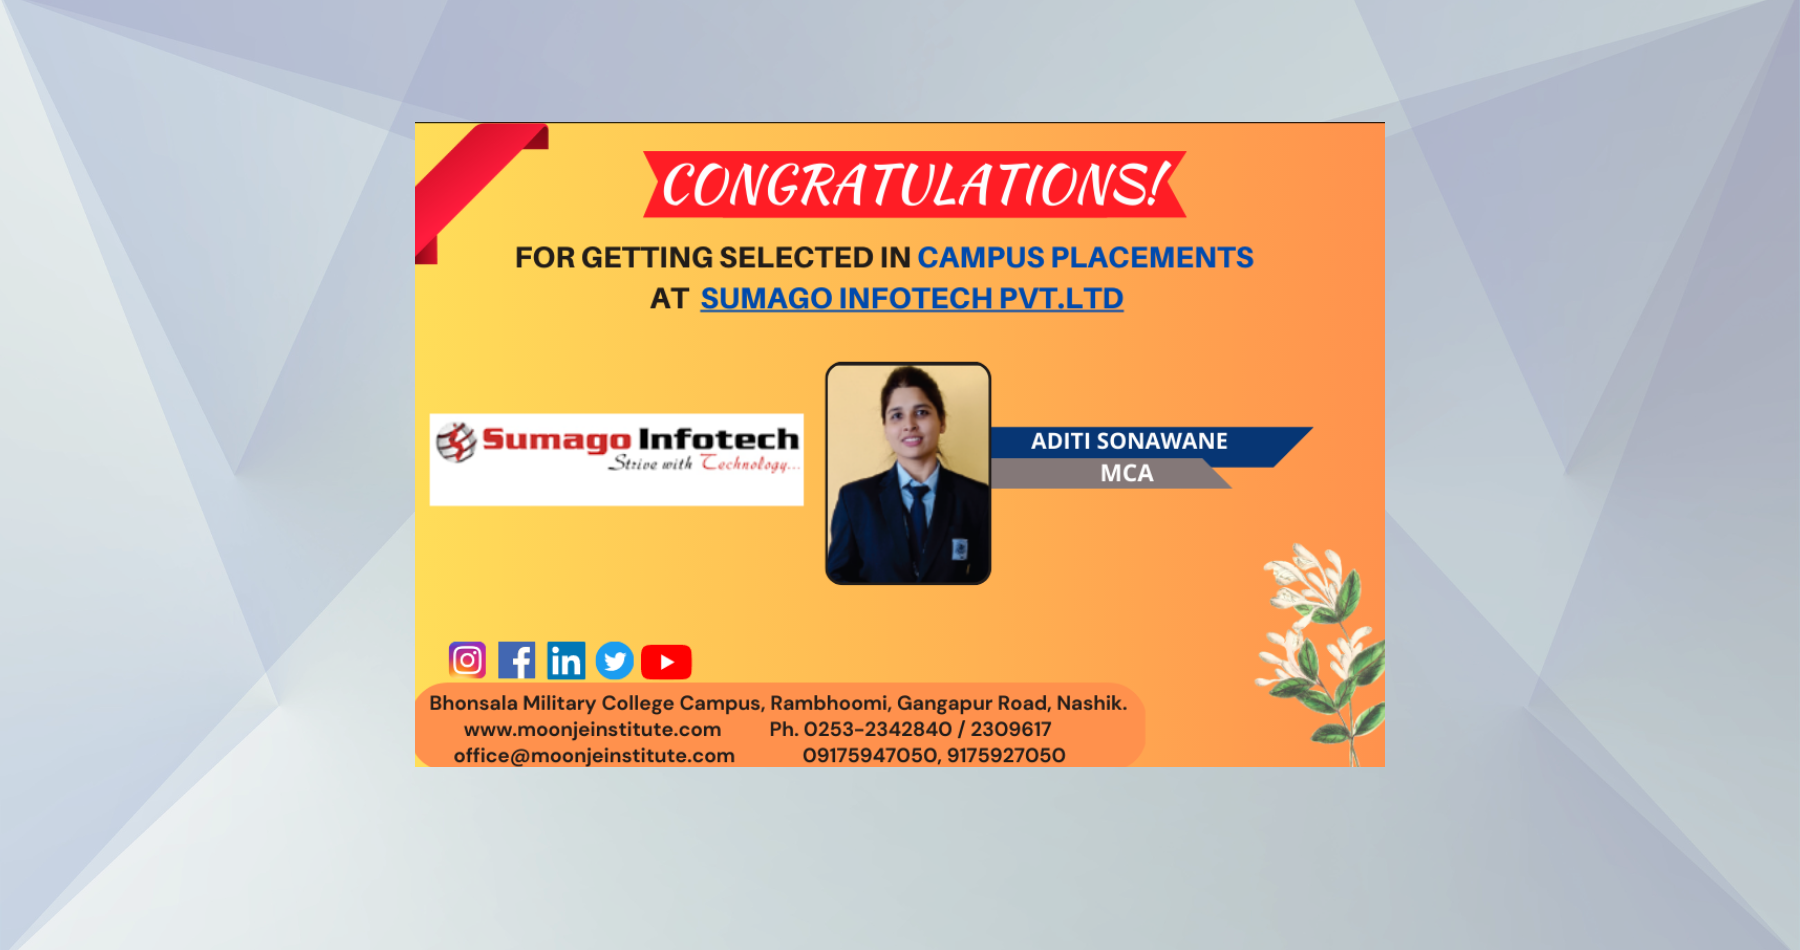 CONGRATULATIONS!
FOR GETTING SELECTED IN CAMPUS PLACEMENTS
AT SUMAGO INFOTECH PVT.LTD
Sumago Infotech
Strive with Technology...
ADITI SONAWANE
MCA
Bhonsala Military College Campus, Rambhoomi, Gangapur Road, Nashik.
www.moonjeinstitute.com Ph. 0253-2342840 / 2309617
office@moonjeinstitute.com 09175947050, 9175927050